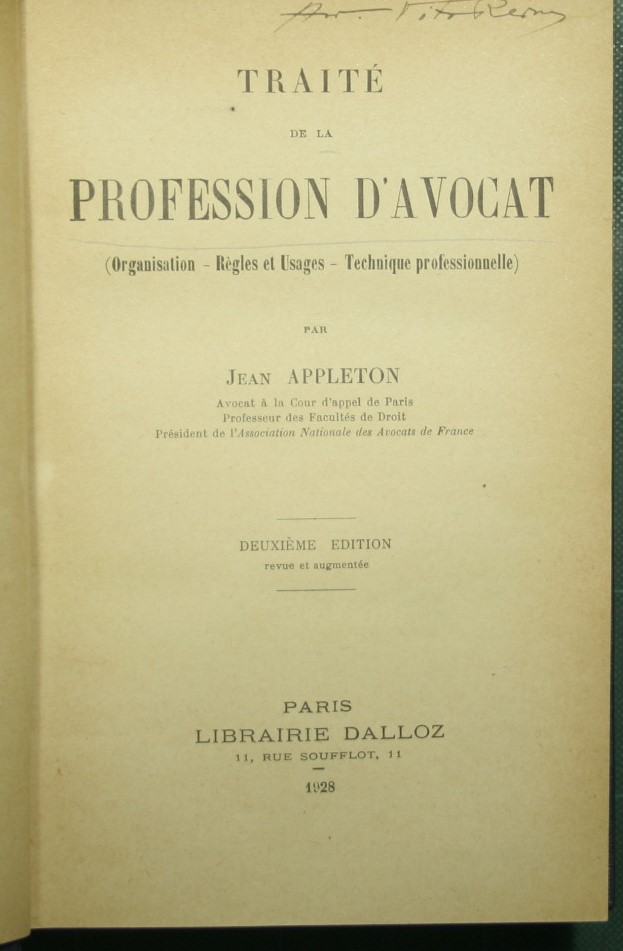 TRAITÉ
DE LA
PROFESSION D'AVOCAT
(Organisation – Règles et Usages – Technique professionnelle)
PAR
JEAN APPLETON
Avocat à la Cour d'appel de Paris
Professeur des Facultés de Droit
Président de l'Association Nationale des Avocats de France
DEUXIÈME EDITION
revue et augmentée
PARIS
LIBRAIRIE DALLOZ
11, RUE SOUFFLOT, 11
1928